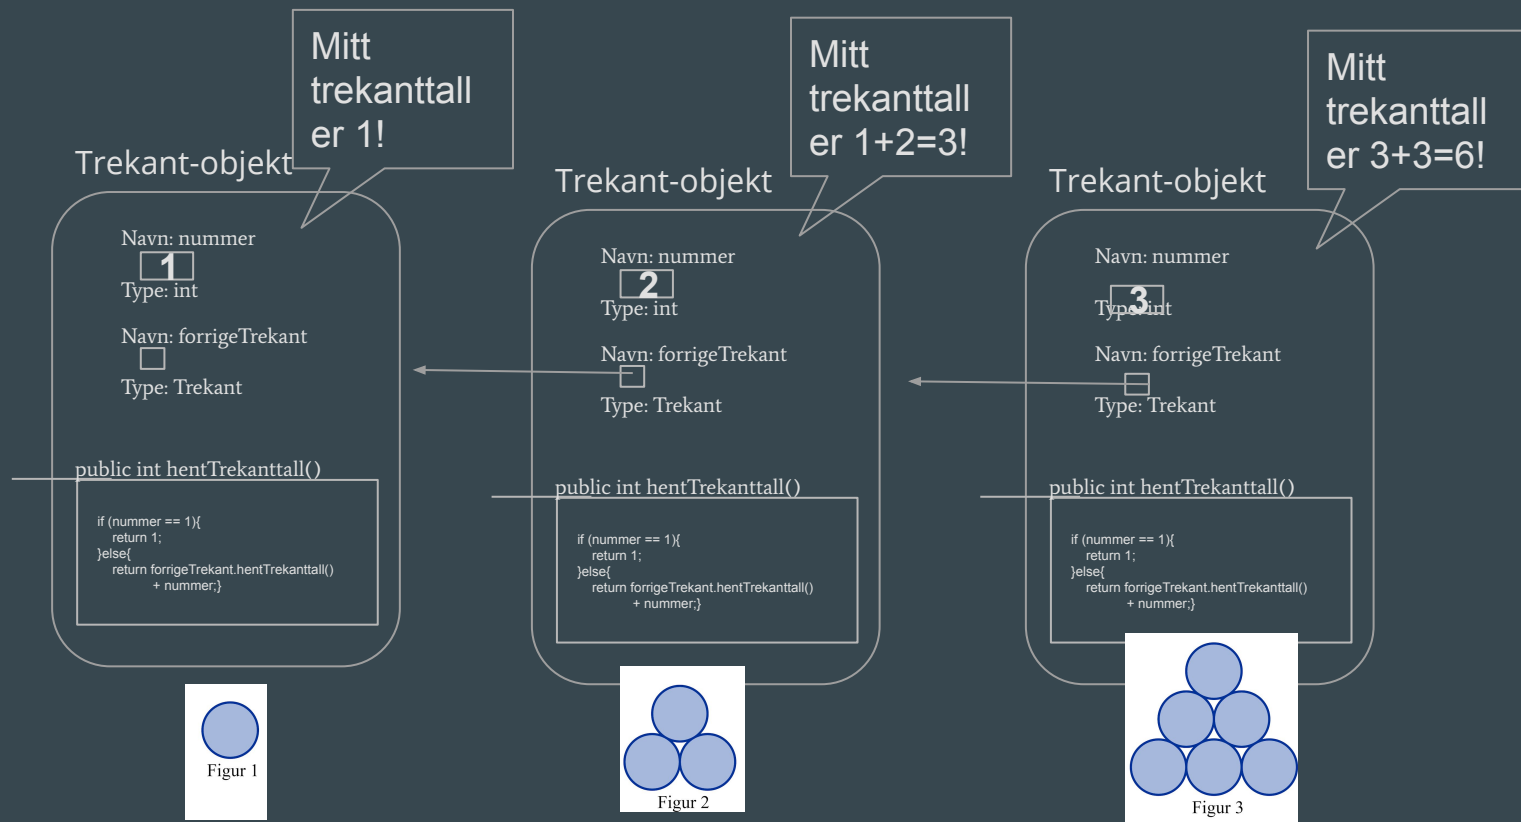 Mitt
trekanttall
er 1!
Trekant-objekt
Navn: nummer
1
Type: int
Navn: forrigeTrekant
Type: Trekant
public int hentTrekanttall()
if (nummer == 1){
return 1;
}else{
return forrigeTrekant.hentTrekanttall()
+ nummer;}
Figur 1
Mitt
trekanttall
er 1+2=3!
Trekant-objekt
Navn: nummer
2
Type: int
Navn: forrigeTrekant
Type: Trekant
public int hentTrekanttall()
if (nummer == 1){
return 1;
}else{
return forrigeTrekant.hentTrekanttall()
+ nummer;}
Figur 2
Mitt
trekanttall
er 3+3=6!
Trekant-objekt
Navn: nummer
3
Type: int
Navn: forrigeTrekant
Type: Trekant
public int hentTrekanttall()
if (nummer == 1){
return 1;
}else{
return forrigeTrekant.hentTrekanttall()
+ nummer;}
Figur 3